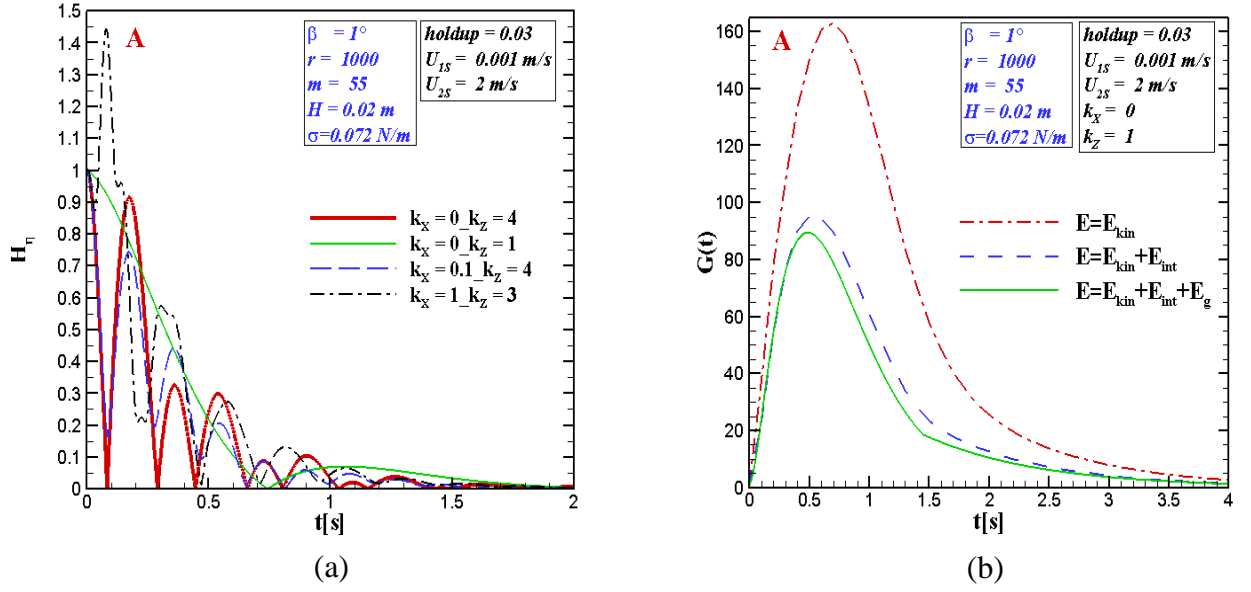 A
β = 1°
r = 1000
m = 55
H = 0.02 m
σ=0.072 N/m
holdup = 0.03
U1S = 0.001 m/s
U2S = 2 m/s
kX = 0_kZ = 4
kX = 0_kZ = 1
kX = 0.1_kZ = 4
kX = 1_kZ = 3
Hη
1.5
1.4
1.3
1.2
1.1
1
0.9
0.8
0.7
0.6
0.5
0.4
0.3
0.2
0.1
0
0 0.5 1 1.5 2
t[s]
(a)
A
β = 1°
r = 1000
m = 55
H = 0.02 m
σ=0.072 N/m
holdup = 0.03
U1S = 0.001 m/s
U2S = 2 m/s
kX = 0
kZ = 1
E=Ekin
E=Ekin+Eint
E=Ekin+Eint+Eg
G(t)
160
140
120
100
80
60
40
20
0
0 0.5 1 1.5 2 2.5 3 3.5 4
t[s]
(b)